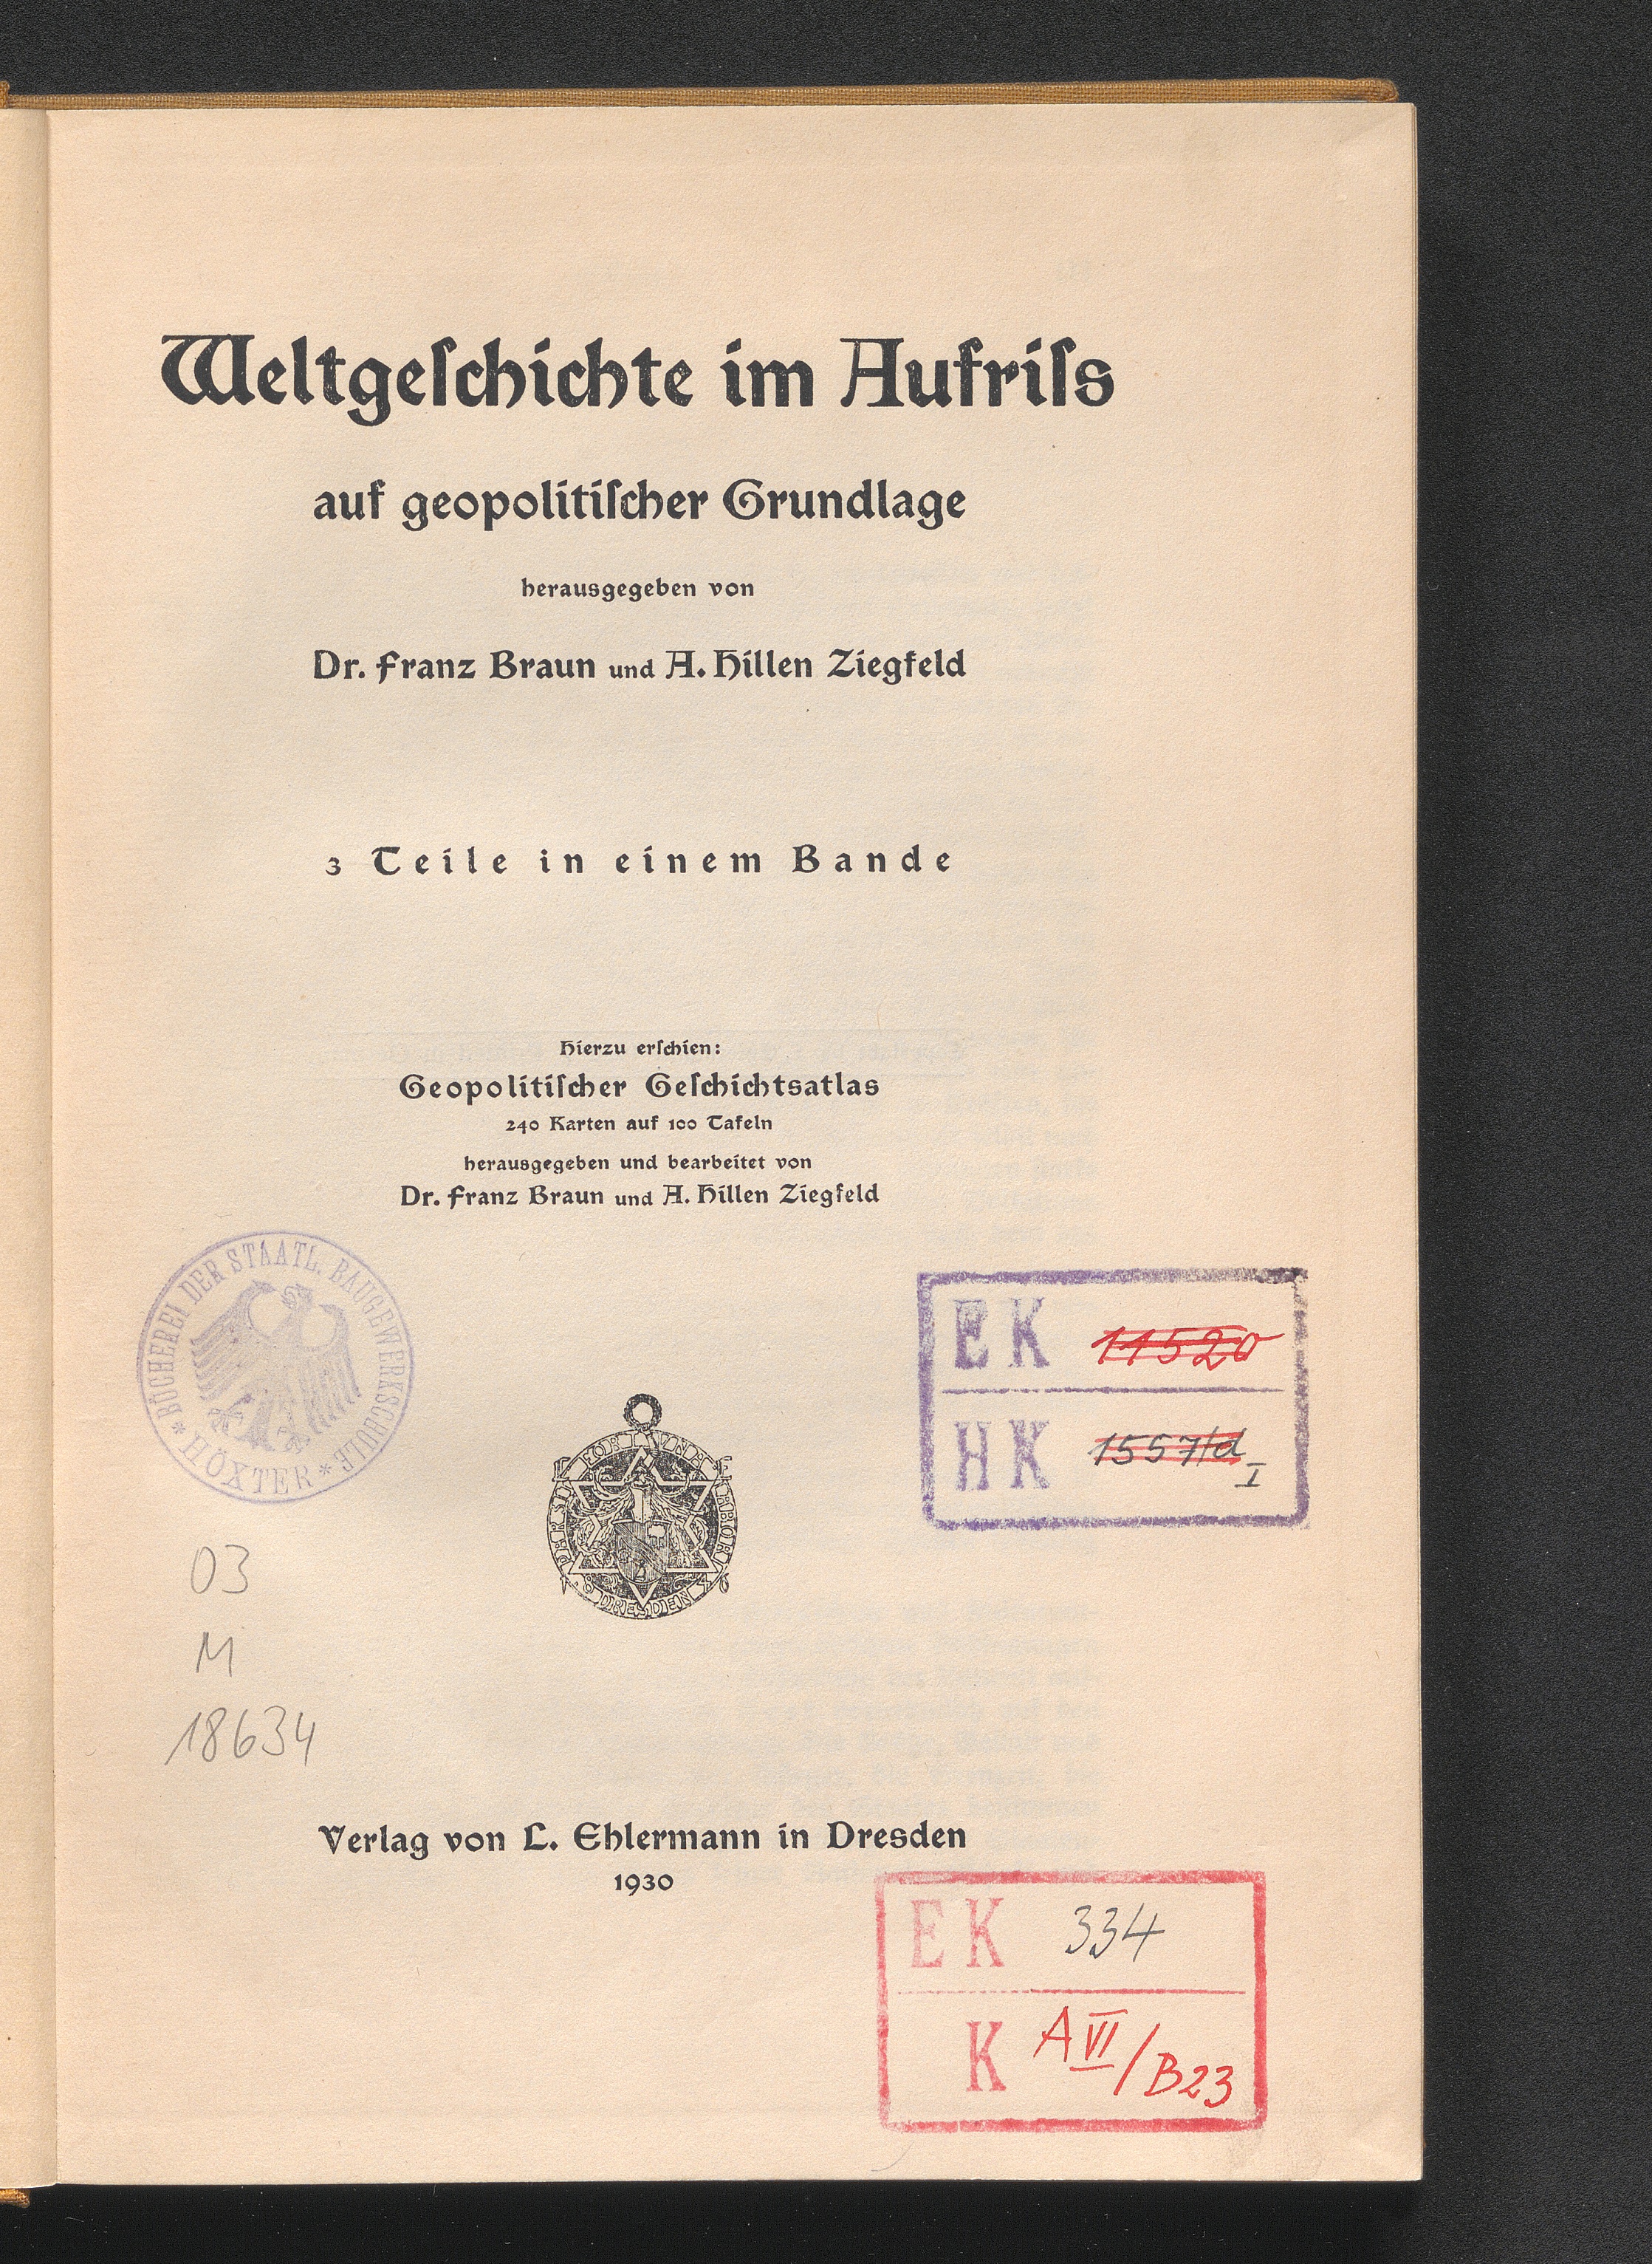 Weltgeſchichte im Aufriſs
auf geopolitiſcher Grundlage
herausgegeben von
Dr. Franz Braun und A. Hillen Ziegfeld
3 Teile in einem Bande
Hierzu erſchien:
Geopolitiſcher Geſchichtsatlas
240 Karten auf 100 Tafeln
herausgegeben und bearbeitet von
Dr. Franz Braun und A. Hillen Ziegfeld
BÜCHEREI DER STAATL. BAUGEWERKSCHULE
* HÖXTER *
EK 11520
HK 1557/d I
DRESDEN
03
M
18634
Verlag von L. Ehlermann in Dresden
1930
EK 334
K A VI/B23